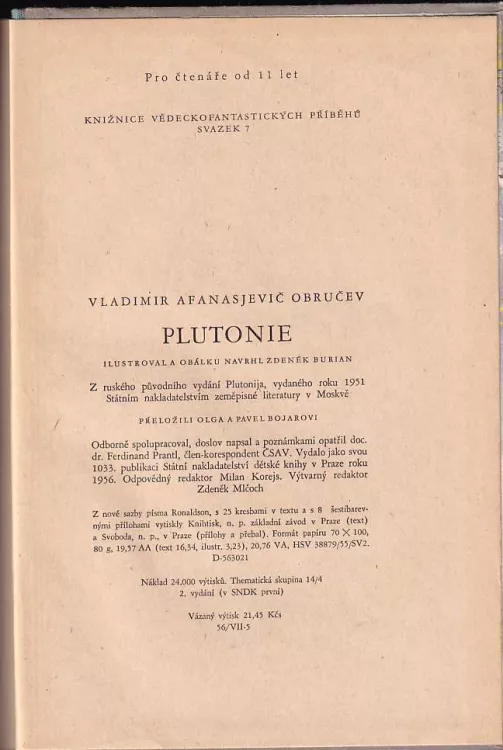 Pro čtenáře od 11 let
KNIŽNICE VĚDECKOFANTASTICKÝCH PŘÍBĚHŮ
SVAZEK 7
VLADIMIR AFANASJEVIČ OBRUČEV
PLUTONIE
ILUSTROVAL A OBÁLKU NAVRHL ZDENĚK BURIAN
Z ruského původního vydání Plutonija, vydaného roku 1951
Státním nakladatelstvím zeměpisné literatury v Moskvě
PŘELOŽILI OLGA A PAVEL BOJAROVI
Odborně spolupracoval, doslov napsal a poznámkami opatřil doc.
dr. Ferdinand Prantl, člen-korespondent ČSAV. Vydalo jako svou
1033. publikaci Státní nakladatelství dětské knihy v Praze roku
1956. Odpovědný redaktor Milan Korejs. Výtvarný redaktor
Zdeněk Mlčoch
Z nové sazby písma Ronaldson, s 25 kresbami v textu a s 8 šestibarev-
nými přílohami vytiskly Knihtisk, n. p. základní závod v Praze (text)
a Svoboda, n. p., v Praze (přílohy a přebal). Formát papíru 70 × 100,
80 g, 19,57 AA (text 16,34, ilustr. 3,23), 20,76 VA, HSV 38879/55/SV2.
D-563021
Náklad 24.000 výtisků. Thematická skupina 14/4
2. vydání (v SNDK první)
Vázaný výtisk 21,45 Kčs
56/VII-5